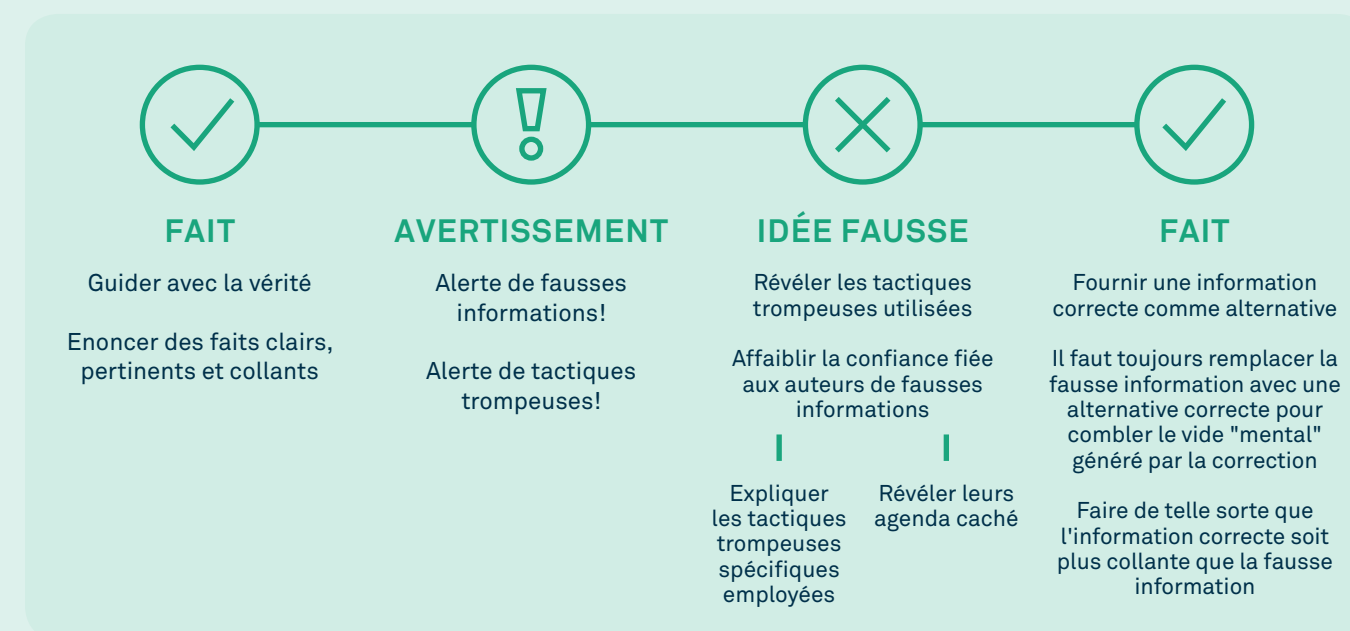 FAIT
Guider avec la vérité
Enoncer des faits clairs,
pertinents et collants
AVERTISSEMENT
Alerte de fausses
informations!
Alerte de tactiques
trompeuses!
IDÉE FAUSSE
Révéler les tactiques
trompeuses utilisées
Affaiblir la confiance fiée
aux auteurs de fausses
informations
Expliquer
les tactiques
trompeuses
spécifiques
employées
Révéler leurs
agenda caché
FAIT
Fournir une information
correcte comme alternative
Il faut toujours remplacer la
fausse information avec une
alternative correcte pour
combler le vide "mental"
généré par la correction
Faire de telle sorte que
l'information correcte soit
plus collante que la fausse
information